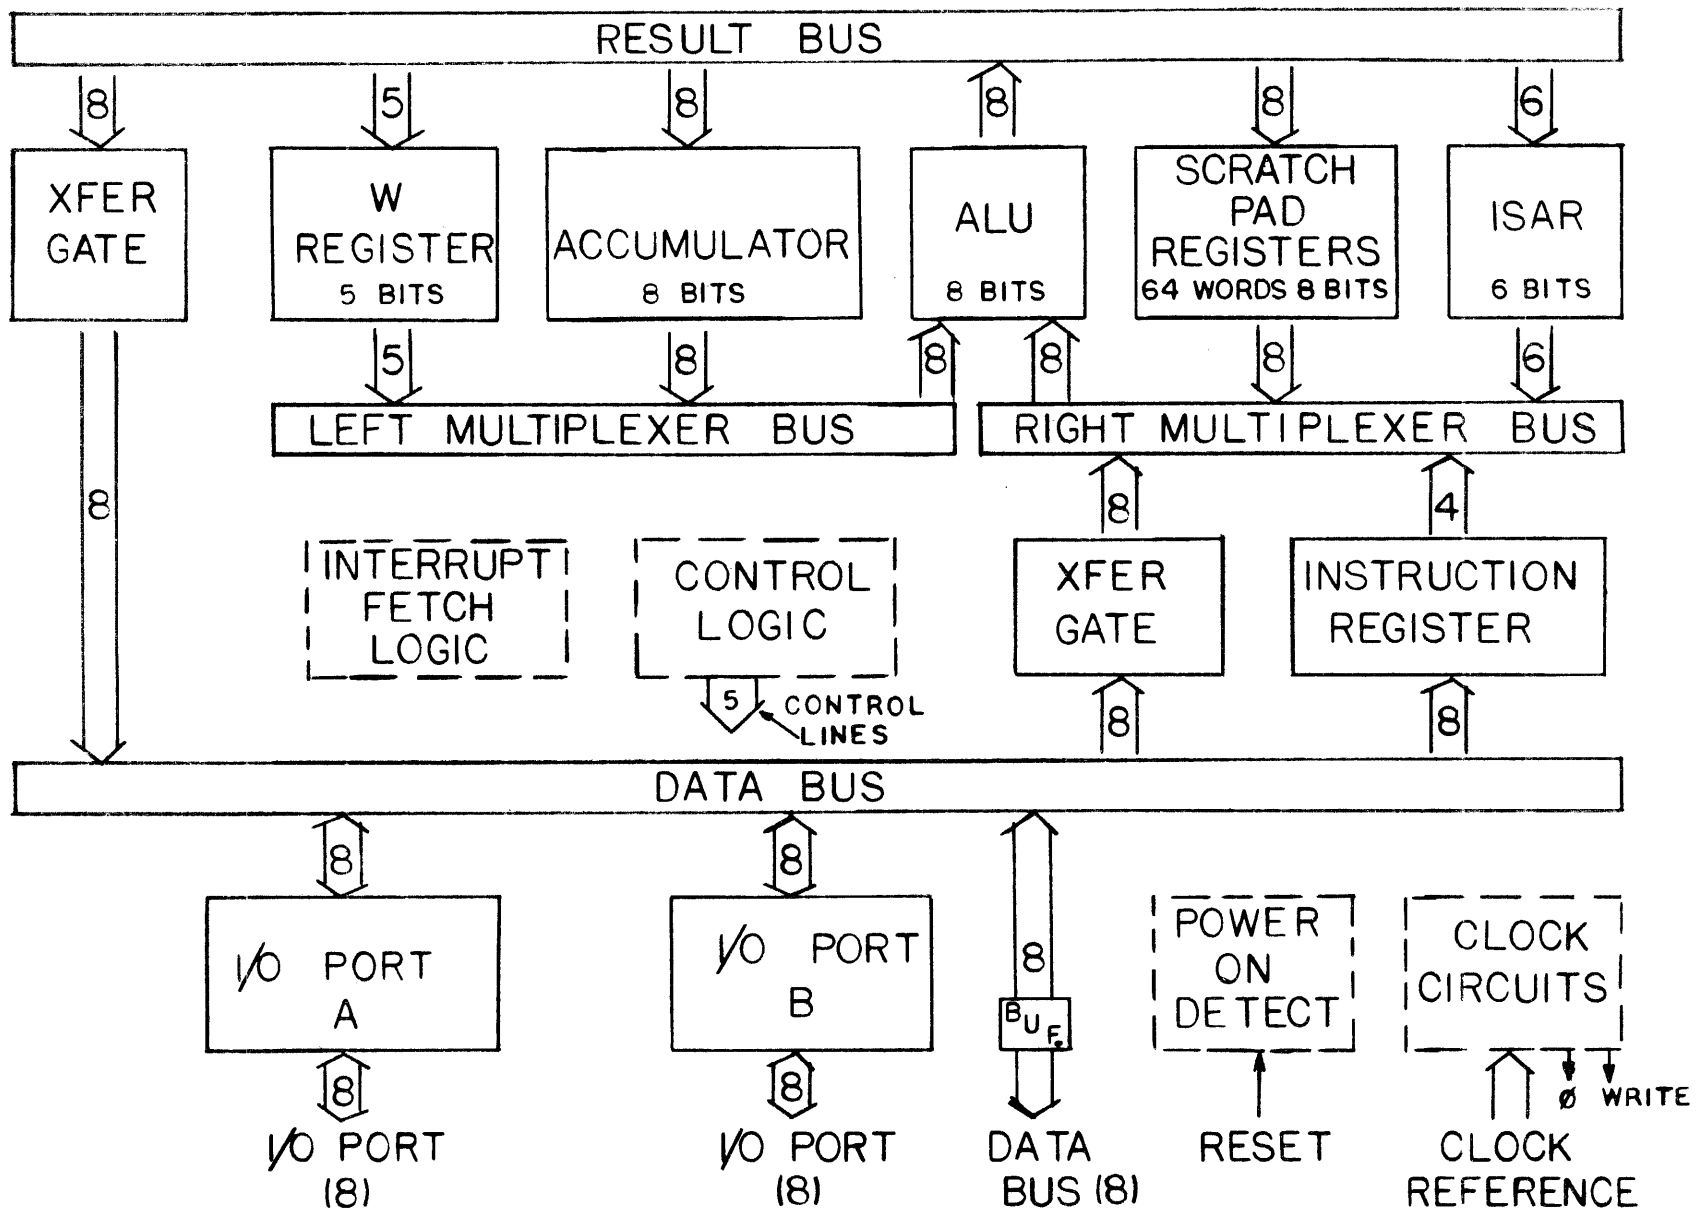 RESULT BUS
8
5
8
8
8
6
XFER
GATE
W
REGISTER
5 BITS
ACCUMULATOR
8 BITS
ALU
8 BITS
SCRATCH
PAD
REGISTERS
64 WORDS 8 BITS
ISAR
6 BITS
5
8
8
8
8
6
LEFT MULTIPLEXER BUS
RIGHT MULTIPLEXER BUS
8
8
4
INTERRUPT
FETCH
LOGIC
CONTROL
LOGIC
XFER
GATE
INSTRUCTION
REGISTER
5
CONTROL
LINES
8
8
DATA BUS
8
8
8
I/O PORT
A
I/O PORT
B
BUF.
POWER
ON
DETECT
CLOCK
CIRCUITS
8
8
Ø
WRITE
I/O PORT
(8)
I/O PORT
(8)
DATA
BUS (8)
RESET
CLOCK
REFERENCE